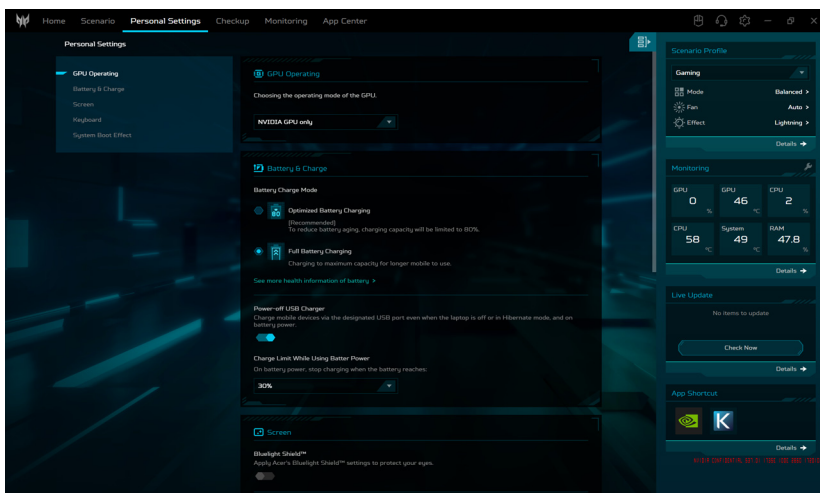 Home Scenario Personal Settings Checkup Monitoring App Center
Personal Settings
GPU Operating
Battery & Charge
Screen
Keyboard
System Boot Effect
GPU Operating
Choosing the operating mode of the GPU.
NVIDIA GPU only
Battery & Charge
Battery Charge Mode
80
Optimized Battery Charging
[Recommended]
To reduce battery aging, charging capacity will be limited to 80%.
Full Battery Charging
Charging to maximum capacity for longer mobile to use.
See more health information of battery >
Power-off USB Charger
Charge mobile devices via the designated USB port even when the laptop is off or in Hibernate mode, and on
battery power.
Charge Limit While Using Batter Power
On battery power, stop charging when the battery reaches:
30%
Screen
Bluelight Shield™
Apply Acer's Bluelight Shield™ settings to protect your eyes.
Scenario Profile
Gaming
Mode Balanced >
Fan Auto >
Effect Lightning >
Details →
Monitoring
GPU GPU CPU
0 % 46 °C 2 %
CPU System RAM
58 °C 49 °C 47.8 %
Details →
Live Update
No items to update
Check Now
Details →
App Shortcut
K
Details →